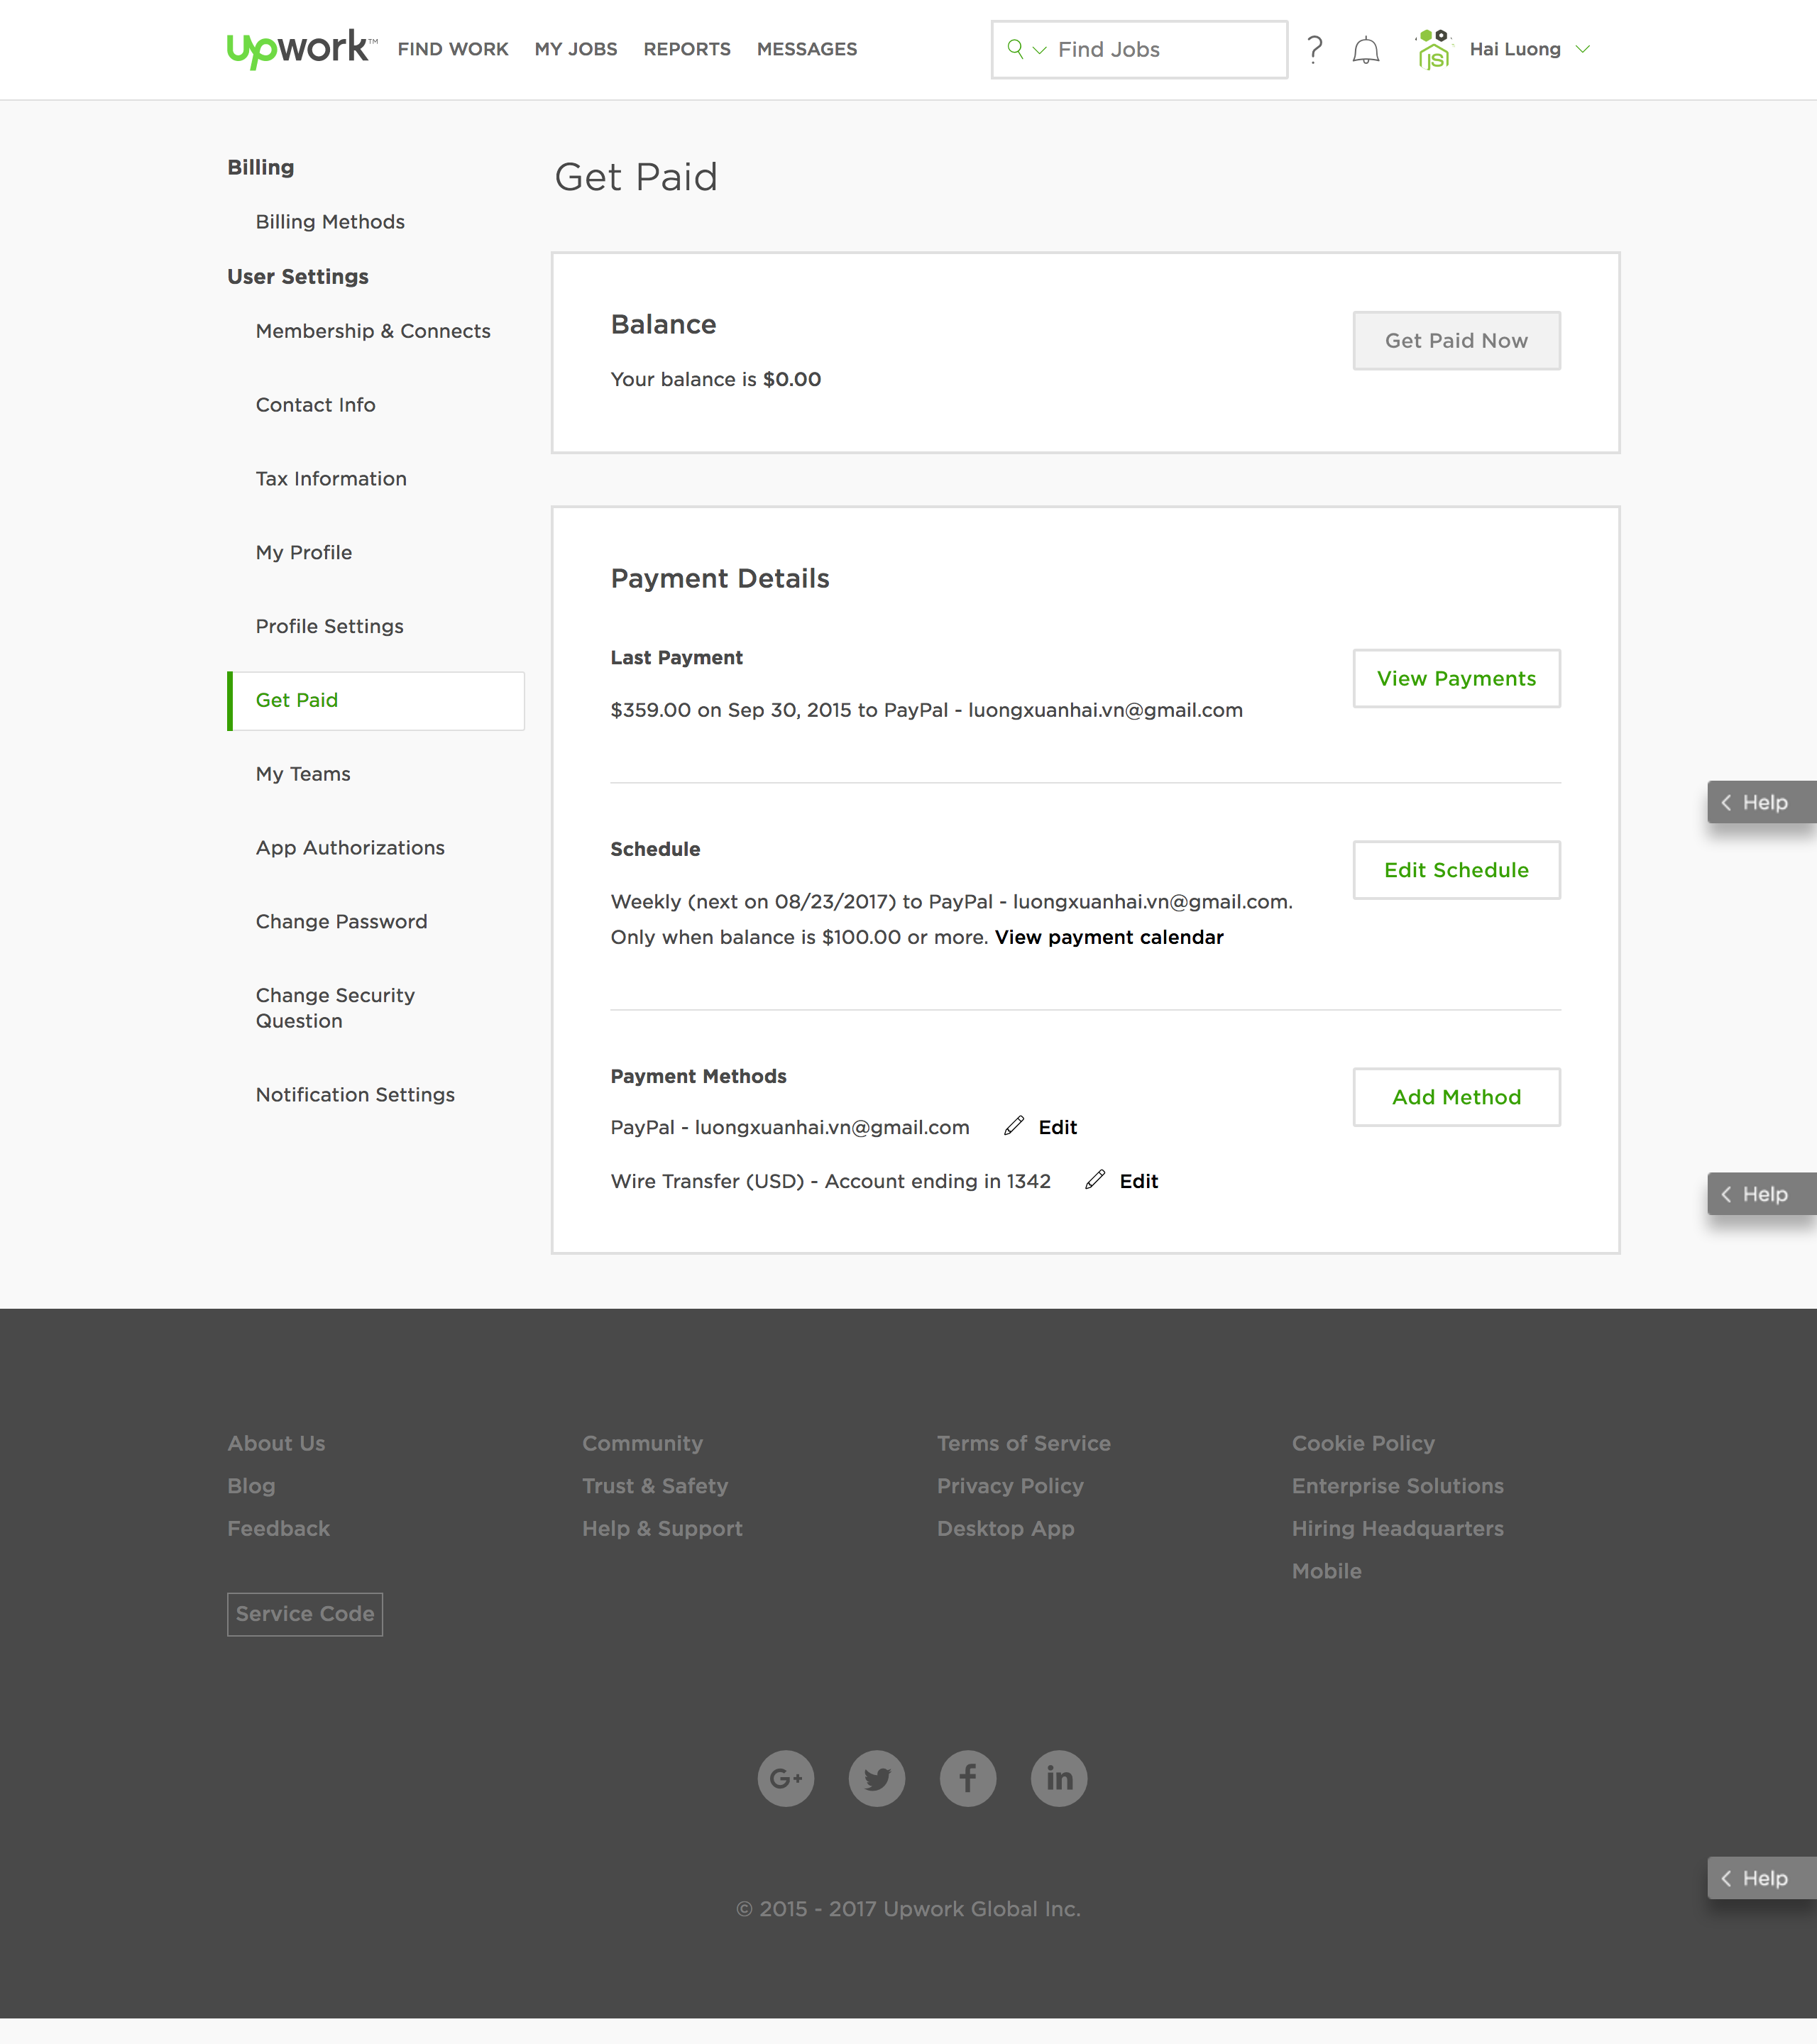 upwork™ FIND WORK MY JOBS REPORTS MESSAGES Find Jobs ? js Hai Luong
Billing
Billing Methods
User Settings
Membership & Connects
Contact Info
Tax Information
My Profile
Profile Settings
Get Paid
My Teams
App Authorizations
Change Password
Change Security
Question
Notification Settings
Get Paid
Balance
Get Paid Now
Your balance is $0.00
Payment Details
Last Payment
View Payments
$359.00 on Sep 30, 2015 to PayPal - luongxuanhai.vn@gmail.com
Schedule
Edit Schedule
Weekly (next on 08/23/2017) to PayPal - luongxuanhai.vn@gmail.com.
Only when balance is $100.00 or more. View payment calendar
Payment Methods
Add Method
PayPal - luongxuanhai.vn@gmail.com Edit
Wire Transfer (USD) - Account ending in 1342 Edit
Help
Help
About Us
Blog
Feedback
Community
Trust & Safety
Help & Support
Terms of Service
Privacy Policy
Desktop App
Cookie Policy
Enterprise Solutions
Hiring Headquarters
Mobile
Service Code
G+ f in
Help
© 2015 - 2017 Upwork Global Inc.